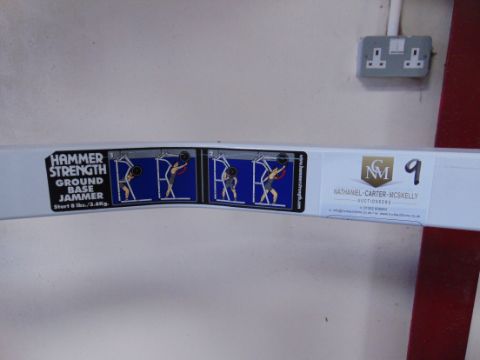 HAMMER
STRENGTH
GROUND
BASE
JAMMER
Start 8 lbs./3.6Kg.
NCM
9
NATHANIEL-CARTER-MCSKELLY
AUCTIONEERS